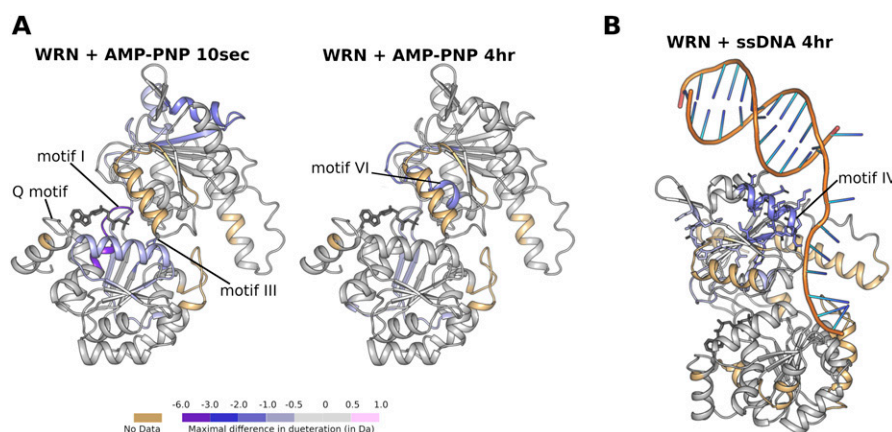 A
WRN + AMP-PNP 10sec
WRN + AMP-PNP 4hr
B
WRN + ssDNA 4hr
motif I
Q motif
motif VI
motif IV
motif III
-6.0 -3.0 -2.0 -1.0 -0.5 0 0.5 1.0
No Data
Maximal difference in dueteration (in Da)